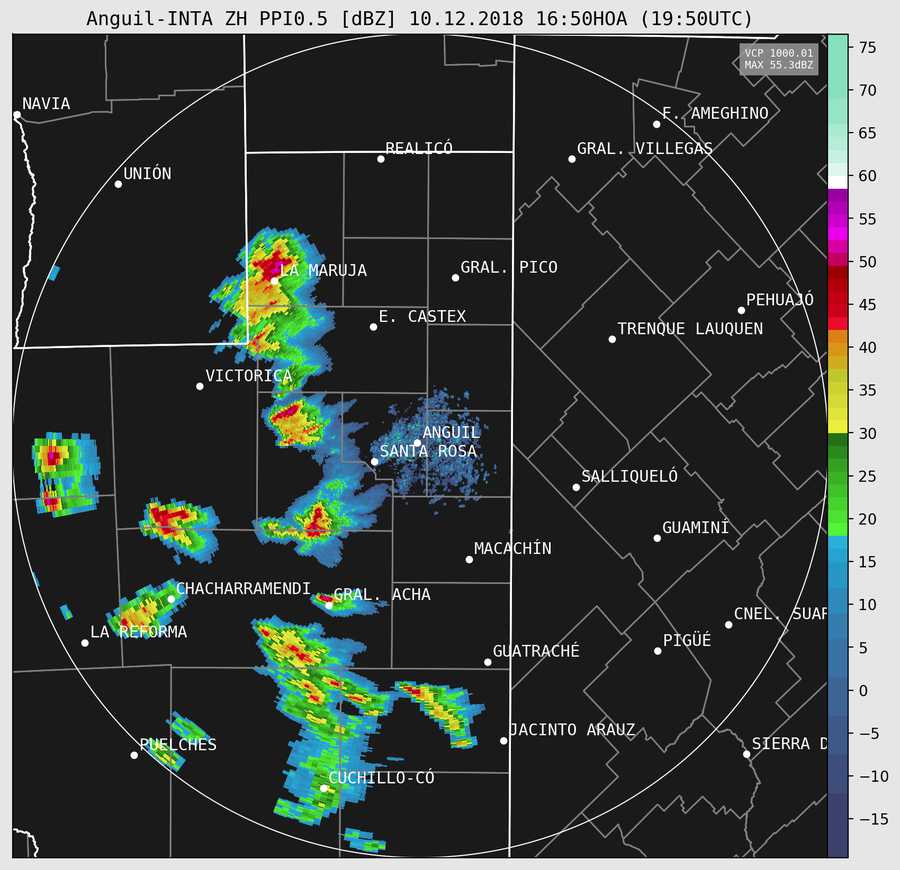 Anguil-INTA ZH PPI0.5 [dBZ] 10.12.2018 16:50HOA (19:50UTC)
VCP 1000.01
MAX 55.3dBZ
75
70
65
60
55
50
45
40
35
30
25
20
15
10
5
0
−5
−10
−15
NAVIA
F. AMEGHINO
REALICÓ
GRAL. VILLEGAS
UNIÓN
LA MARUJA
GRAL. PICO
PEHUAJÓ
E. CASTEX
TRENQUE LAUQUEN
VICTORICA
ANGUIL
SANTA ROSA
SALLIQUELÓ
GUAMINÍ
MACACHÍN
CHACHARRAMENDI
GRAL. ACHA
CNEL. SUAR
LA REFORMA
PIGÜÉ
GUATRACHÉ
JACINTO ARAUZ
PUELCHES
SIERRA D
CUCHILLO-CÓ